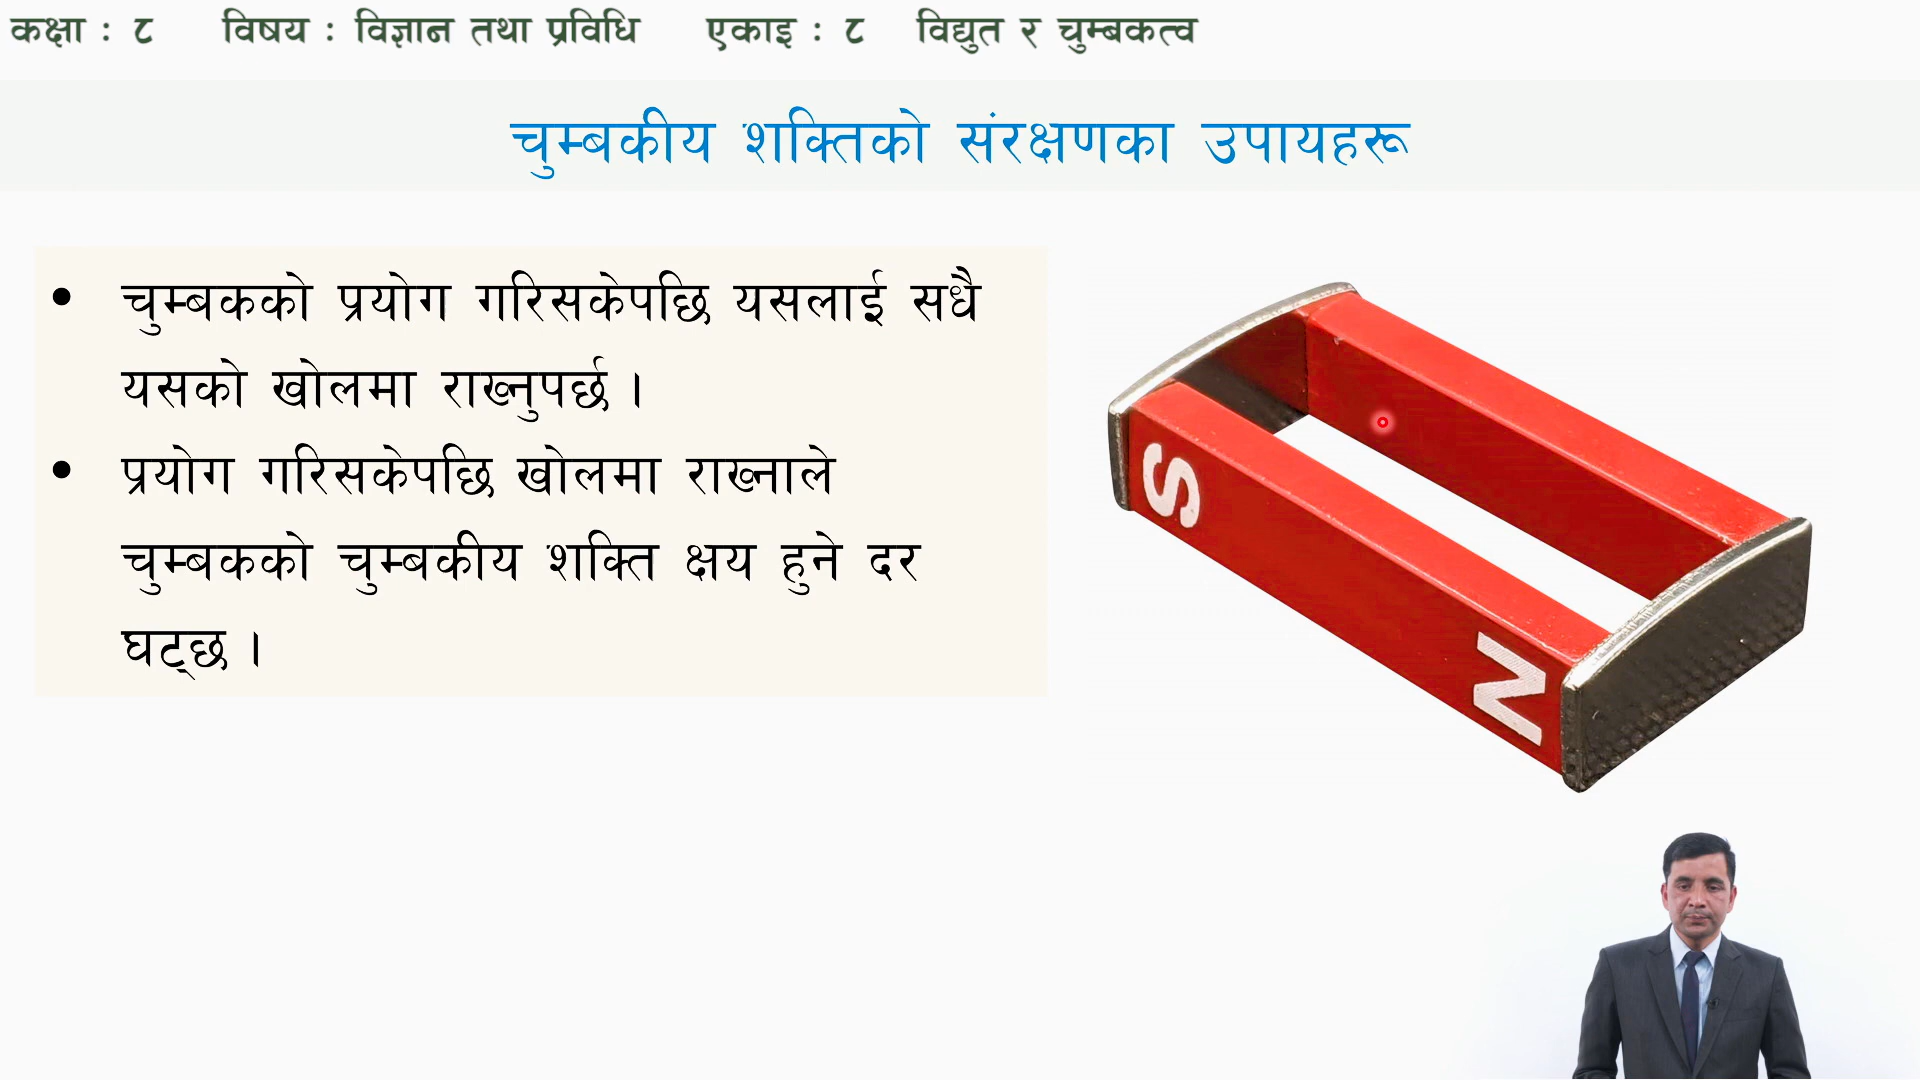 कक्षा : ८ विषय : विज्ञान तथा प्रविधि एकाइ : ८ विद्युत र चुम्बकत्व
चुम्बकीय शक्तिको संरक्षणका उपायहरू
• चुम्बकको प्रयोग गरिसकेपछि यसलाई सधै
यसको खोलमा राख्नुपर्छ ।
• प्रयोग गरिसकेपछि खोलमा राख्नाले
चुम्बकको चुम्बकीय शक्ति क्षय हुने दर
घट्छ ।
S
N